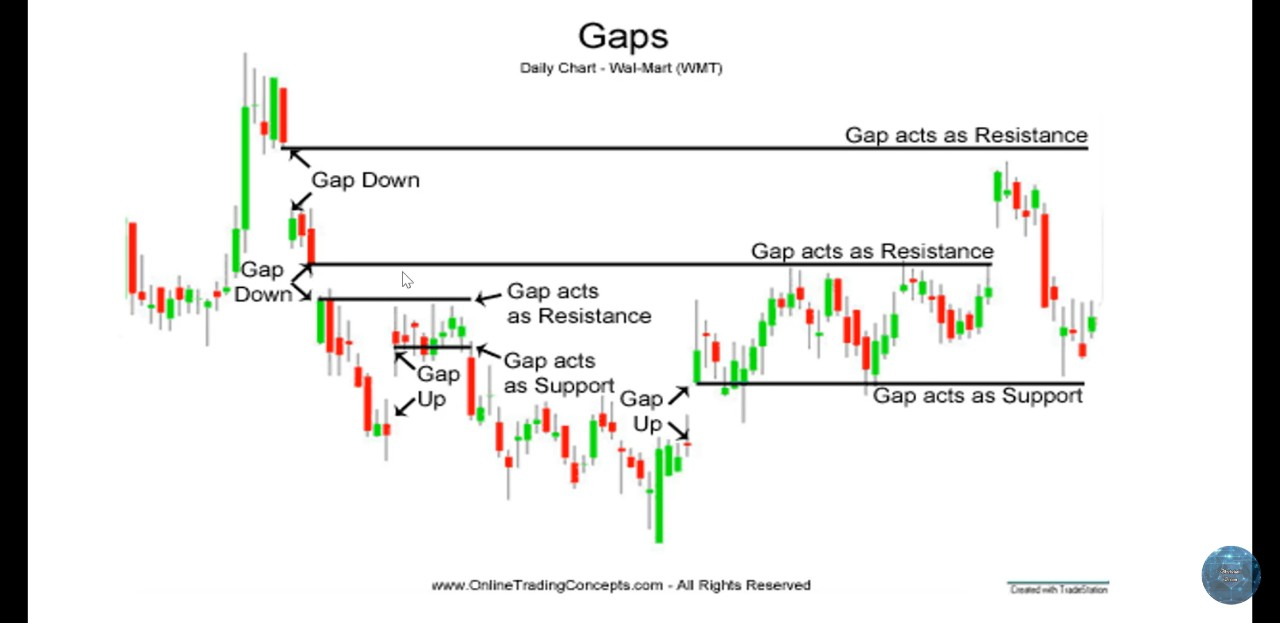 Gaps
Daily Chart - Wal-Mart (WMT)
Gap acts as Resistance
Gap Down
Gap acts as Resistance
Gap
Down
Gap acts
as Resistance
Gap acts
as Support
Gap
Up
Gap
Up
Gap acts as Support
www.OnlineTradingConcepts.com - All Rights Reserved
Created with TradeStation